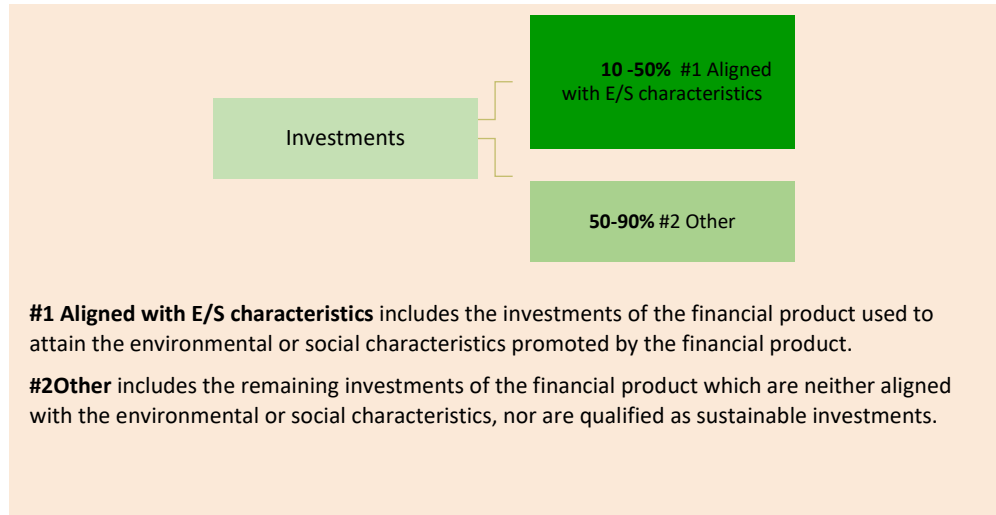 10 -50% #1 Aligned
with E/S characteristics
Investments
50-90% #2 Other
#1 Aligned with E/S characteristics includes the investments of the financial product used to
attain the environmental or social characteristics promoted by the financial product.
#2Other includes the remaining investments of the financial product which are neither aligned
with the environmental or social characteristics, nor are qualified as sustainable investments.